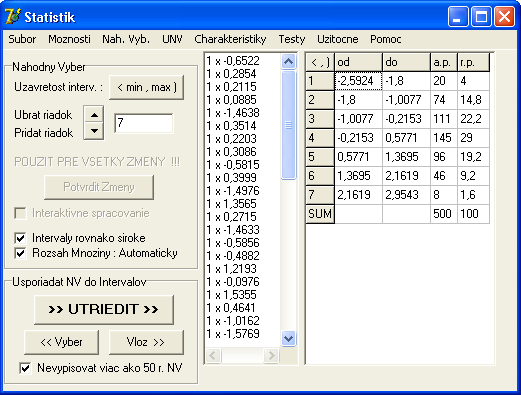 Statistik
Subor Moznosti Nah. Vyb. UNV Charakteristiky Testy Uzitocne Pomoc
Nahodny Vyber
Uzavretost interv. : < min , max )
Ubrat riadok
Pridat riadok
7
POUZIT PRE VSETKY ZMENY !!!
Potvrdit Zmeny
Interaktivne spracovanie
Intervaly rovnako siroke
Rozsah Mnoziny : Automaticky
Usporiadat NV do Intervalov
>> UTRIEDIT >>
<< Vyber Vloz >>
Nevypisovat viac ako 50 r. NV
1 x -0,6522
1 x 0,2854
1 x 0,2115
1 x 0,0885
1 x -1,4638
1 x 0,3514
1 x 0,2203
1 x 0,3086
1 x -0,5815
1 x 0,3999
1 x -1,4976
1 x 1,3565
1 x 0,2715
1 x -1,4633
1 x -0,5856
1 x -0,4882
1 x 1,2193
1 x -0,0976
1 x 1,5355
1 x 0,4641
1 x -1,0162
1 x -1,5769
< , ) od do a.p. r.p.
1 -2,5924 -1,8 20 4
2 -1,8 -1,0077 74 14,8
3 -1,0077 -0,2153 111 22,2
4 -0,2153 0,5771 145 29
5 0,5771 1,3695 96 19,2
6 1,3695 2,1619 46 9,2
7 2,1619 2,9543 8 1,6
SUM 500 100